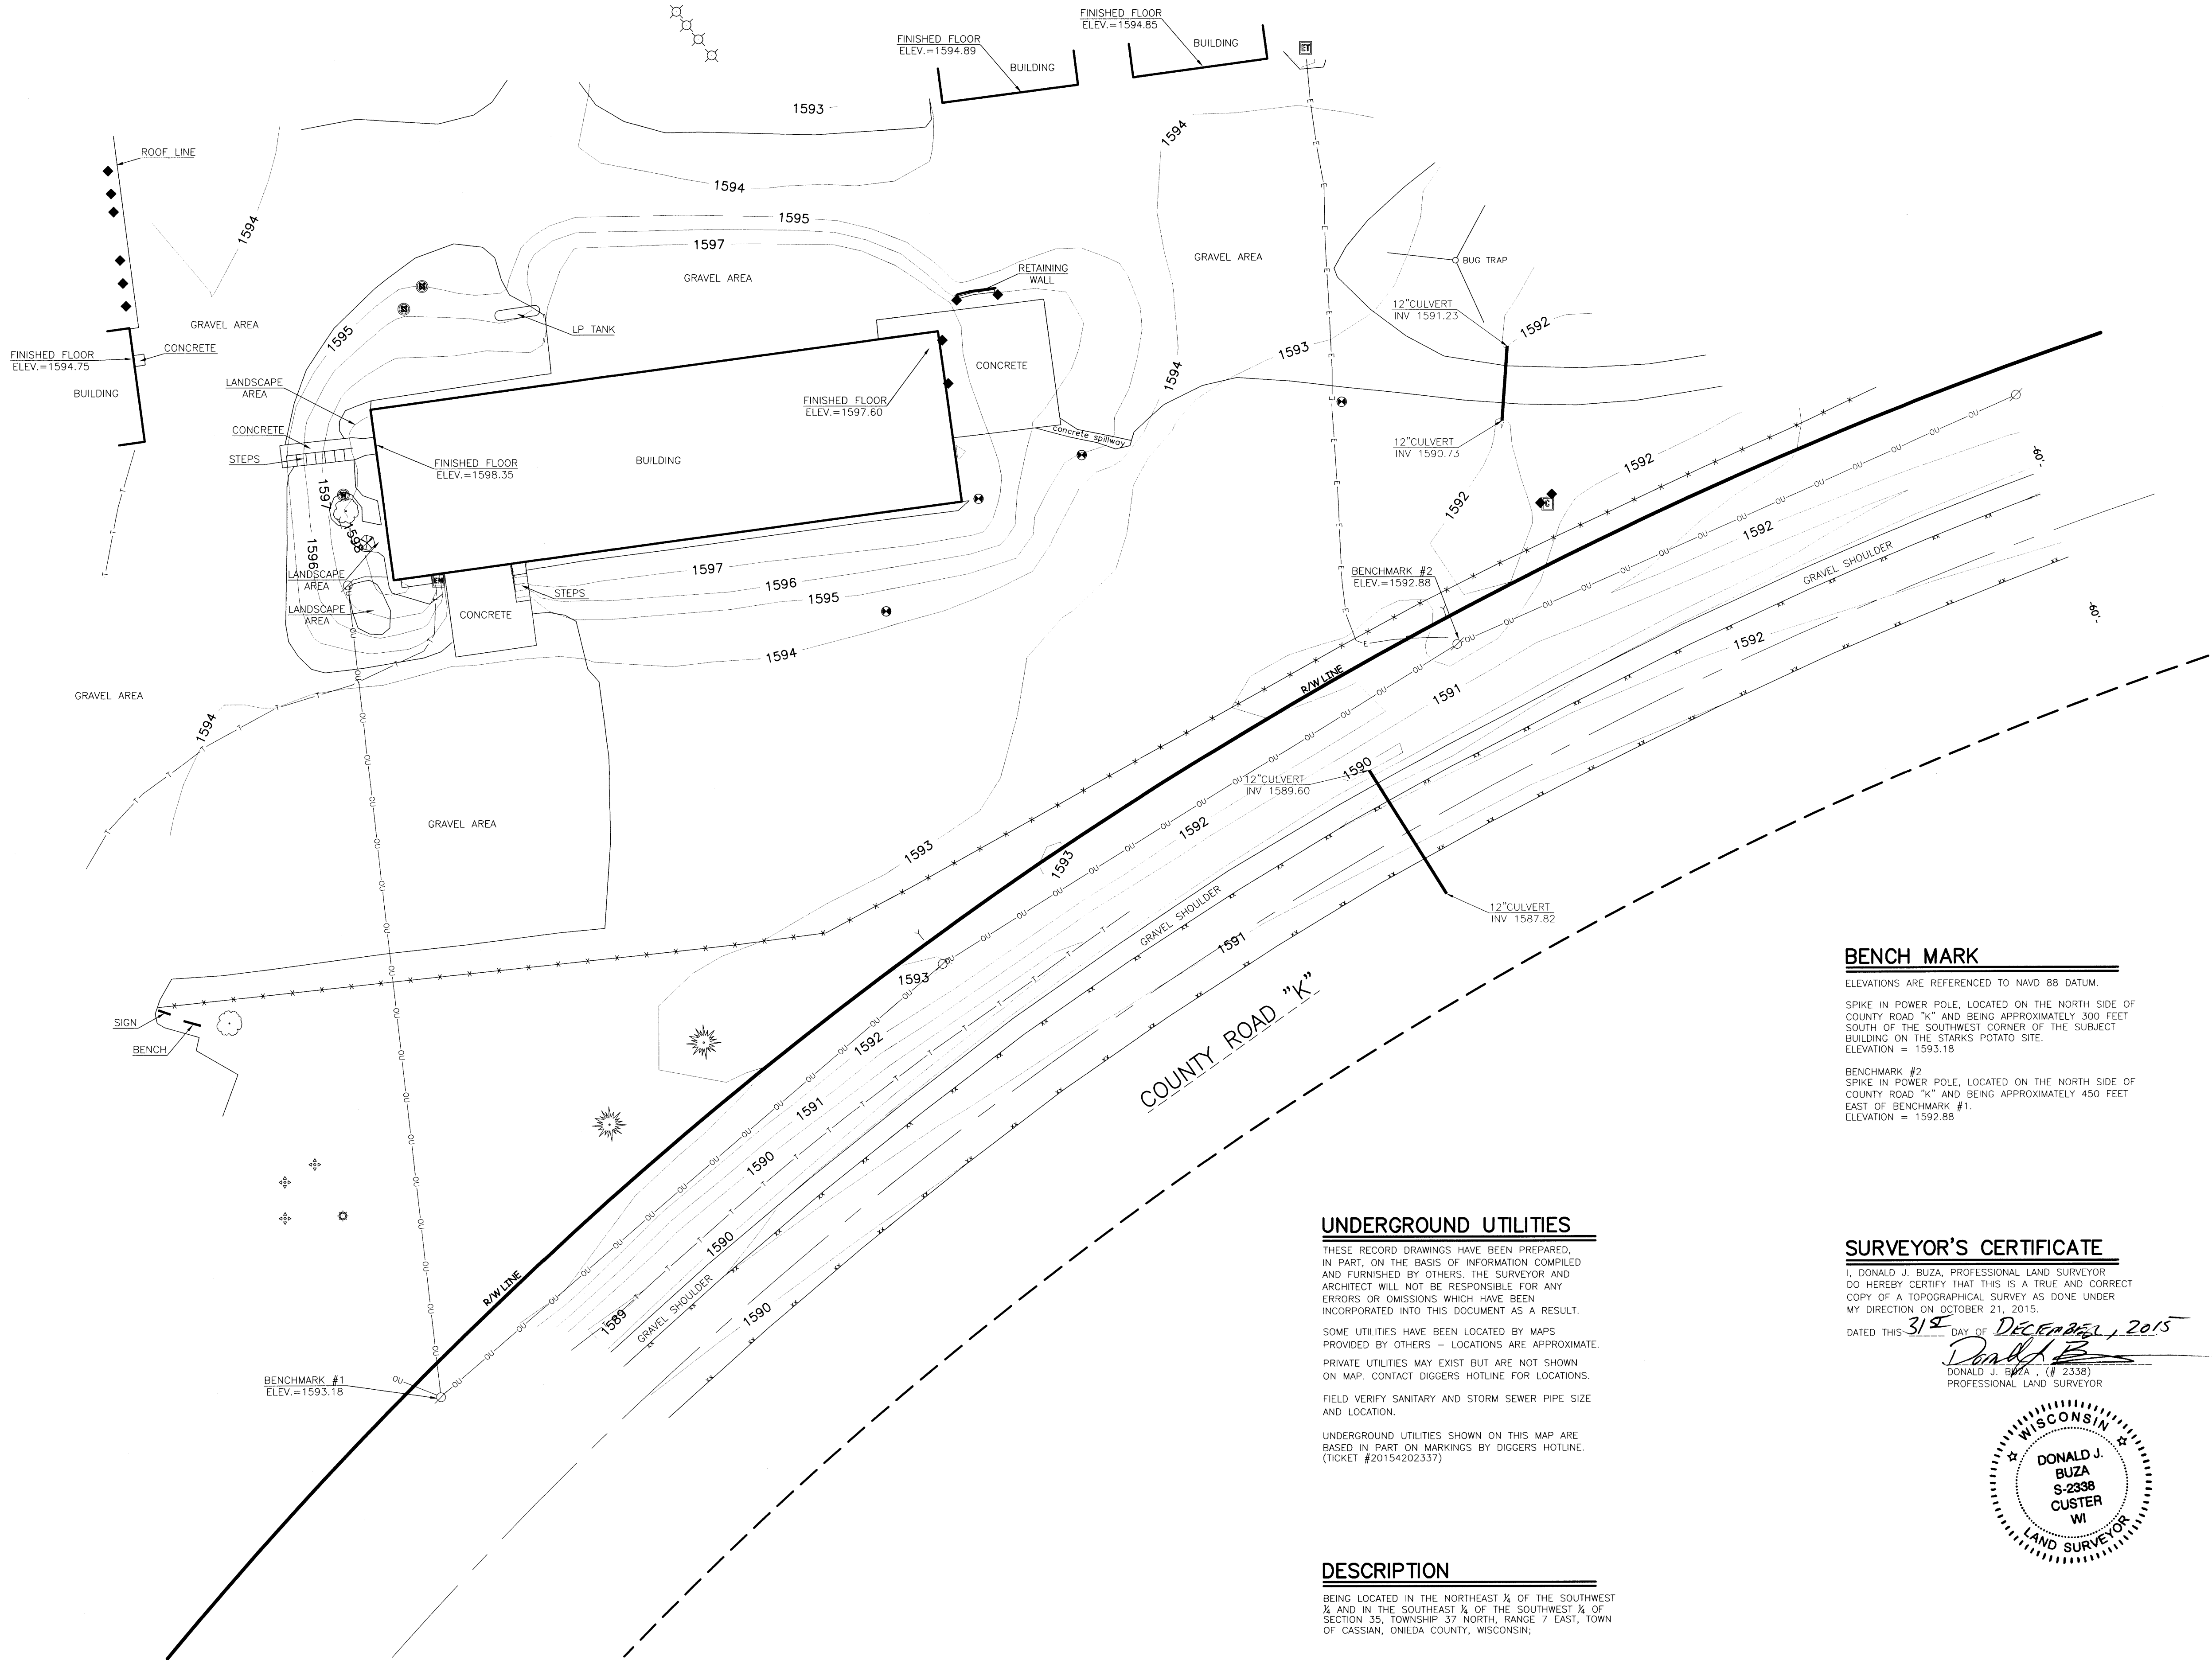 FINISHED FLOOR
ELEV.=1594.85
BUILDING
ET
FINISHED FLOOR
ELEV.=1594.89
BUILDING
1593
1594
ROOF LINE
1594
1594
1595
1597
GRAVEL AREA
GRAVEL AREA
RETAINING
WALL
BUG TRAP
12"CULVERT
INV 1591.23
1592
GRAVEL AREA
1595
LP TANK
FINISHED FLOOR
ELEV.=1594.75
CONCRETE
BUILDING
LANDSCAPE
AREA
CONCRETE
STEPS
FINISHED FLOOR
ELEV.=1597.60
CONCRETE
1593
1594
concrete spillway
12"CULVERT
INV 1590.73
FINISHED FLOOR
ELEV.=1598.35
BUILDING
1592
1592
1592
-60'-
1597
1598
1596
LANDSCAPE
AREA
LANDSCAPE
AREA
EM
CONCRETE
STEPS
1597
1596
1595
1594
BENCHMARK #2
ELEV.=1592.88
GRAVEL SHOULDER
-60'-
1592
R/W LINE
1591
GRAVEL AREA
1594
12"CULVERT
INV 1589.60
1590
GRAVEL AREA
1593
1593
1592
12"CULVERT
INV 1587.82
GRAVEL SHOULDER
1591
1593
SIGN
BENCH
1592
COUNTY ROAD "K"
1591
1590
1590
R/W LINE
1589
GRAVEL SHOULDER
1590
BENCHMARK #1
ELEV.=1593.18
BENCH MARK
ELEVATIONS ARE REFERENCED TO NAVD 88 DATUM.
SPIKE IN POWER POLE, LOCATED ON THE NORTH SIDE OF
COUNTY ROAD "K" AND BEING APPROXIMATELY 300 FEET
SOUTH OF THE SOUTHWEST CORNER OF THE SUBJECT
BUILDING ON THE STARKS POTATO SITE.
ELEVATION = 1593.18
BENCHMARK #2
SPIKE IN POWER POLE, LOCATED ON THE NORTH SIDE OF
COUNTY ROAD "K" AND BEING APPROXIMATELY 450 FEET
EAST OF BENCHMARK #1.
ELEVATION = 1592.88
UNDERGROUND UTILITIES
THESE RECORD DRAWINGS HAVE BEEN PREPARED,
IN PART, ON THE BASIS OF INFORMATION COMPILED
AND FURNISHED BY OTHERS. THE SURVEYOR AND
ARCHITECT WILL NOT BE RESPONSIBLE FOR ANY
ERRORS OR OMISSIONS WHICH HAVE BEEN
INCORPORATED INTO THIS DOCUMENT AS A RESULT.
SOME UTILITIES HAVE BEEN LOCATED BY MAPS
PROVIDED BY OTHERS – LOCATIONS ARE APPROXIMATE.
PRIVATE UTILITIES MAY EXIST BUT ARE NOT SHOWN
ON MAP. CONTACT DIGGERS HOTLINE FOR LOCATIONS.
FIELD VERIFY SANITARY AND STORM SEWER PIPE SIZE
AND LOCATION.
UNDERGROUND UTILITIES SHOWN ON THIS MAP ARE
BASED IN PART ON MARKINGS BY DIGGERS HOTLINE.
(TICKET #20154202337)
SURVEYOR'S CERTIFICATE
I, DONALD J. BUZA, PROFESSIONAL LAND SURVEYOR
DO HEREBY CERTIFY THAT THIS IS A TRUE AND CORRECT
COPY OF A TOPOGRAPHICAL SURVEY AS DONE UNDER
MY DIRECTION ON OCTOBER 21, 2015.
DATED THIS 31ST DAY OF DECEMBER, 2015
DONALD J. BUZA , (# 2338)
PROFESSIONAL LAND SURVEYOR
WISCONSIN
DONALD J.
BUZA
S-2338
CUSTER
WI
LAND SURVEYOR
DESCRIPTION
BEING LOCATED IN THE NORTHEAST ¼ OF THE SOUTHWEST
¼ AND IN THE SOUTHEAST ¼ OF THE SOUTHWEST ¼ OF
SECTION 35, TOWNSHIP 37 NORTH, RANGE 7 EAST, TOWN
OF CASSIAN, ONIEDA COUNTY, WISCONSIN;